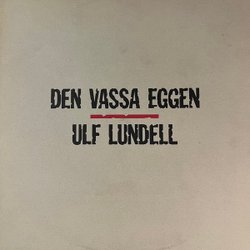 DEN VASSA EGGEN
ULF LUNDELL